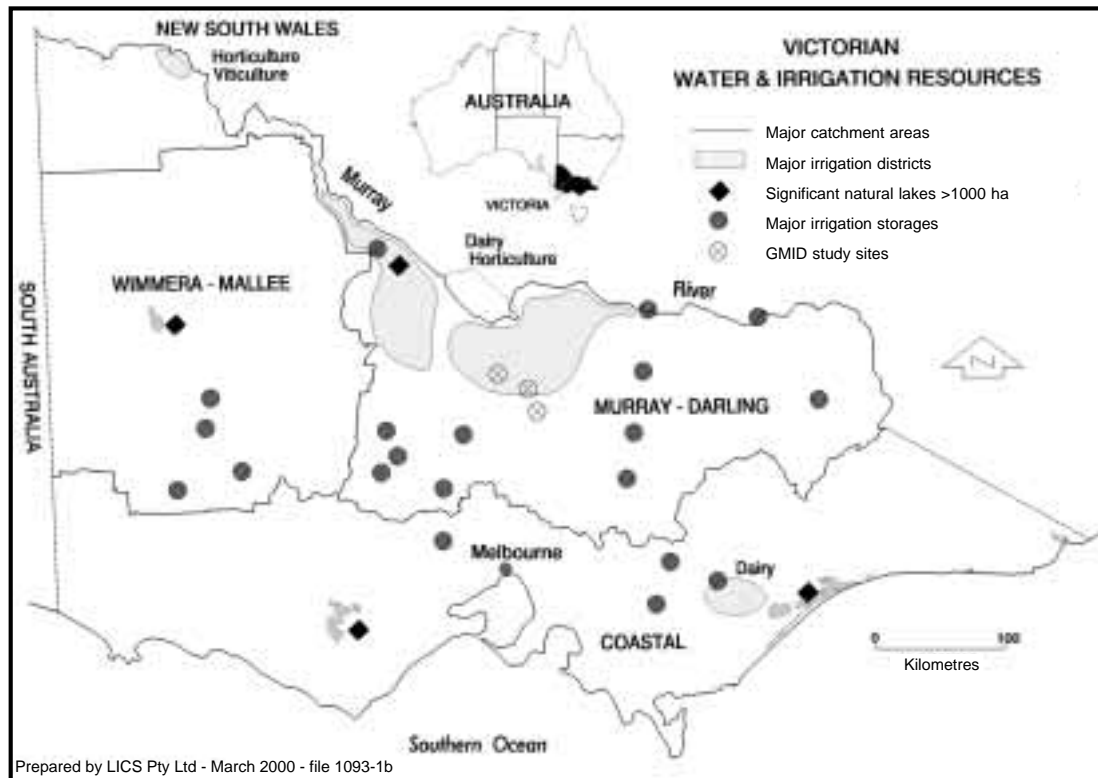 NEW SOUTH WALES
Horticulture
Viticulture
VICTORIAN
WATER & IRRIGATION RESOURCES
AUSTRALIA
VICTORIA
Major catchment areas
Major irrigation districts
Significant natural lakes >1000 ha
Major irrigation storages
GMID study sites
Murray
Dairy
Horticulture
River
WIMMERA - MALLEE
SOUTH AUSTRALIA
N
MURRAY - DARLING
Melbourne
Dairy
COASTAL
0 100
Kilometres
Southern Ocean
Prepared by LICS Pty Ltd - March 2000 - file 1093-1b